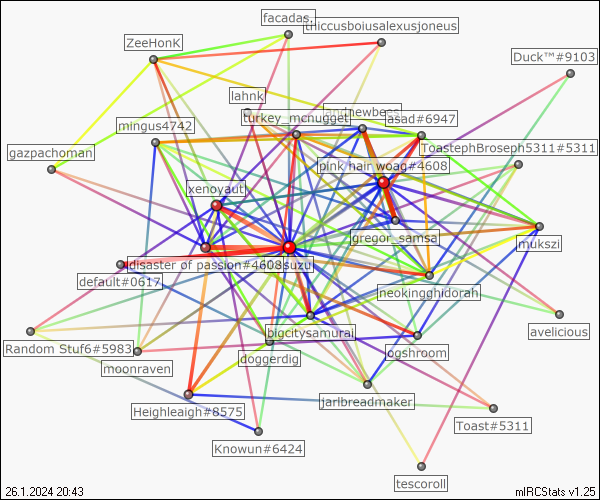 facadas.
thiccusboiusalexusjoneus
ZeeHonK
Duck™#9103
lahnk
landnewbees
turkey_mcnugget
asad#6947
mingus4742
ToastephBroseph5311#5311
gazpachoman
pink hair woag#4608
xenoyaut
gregor_samsa
mukszi
disaster of passion#4608
suzu
default#0617
neokingghidorah
avelicious
bigcitysamurai
Random Stuf6#5983
doggerdig
ogshroom
moonraven
jarlbreadmaker
Heighleaigh#8575
Toast#5311
Knowun#6424
tescoroll
26.1.2024 20:43
mIRCStats v1.25